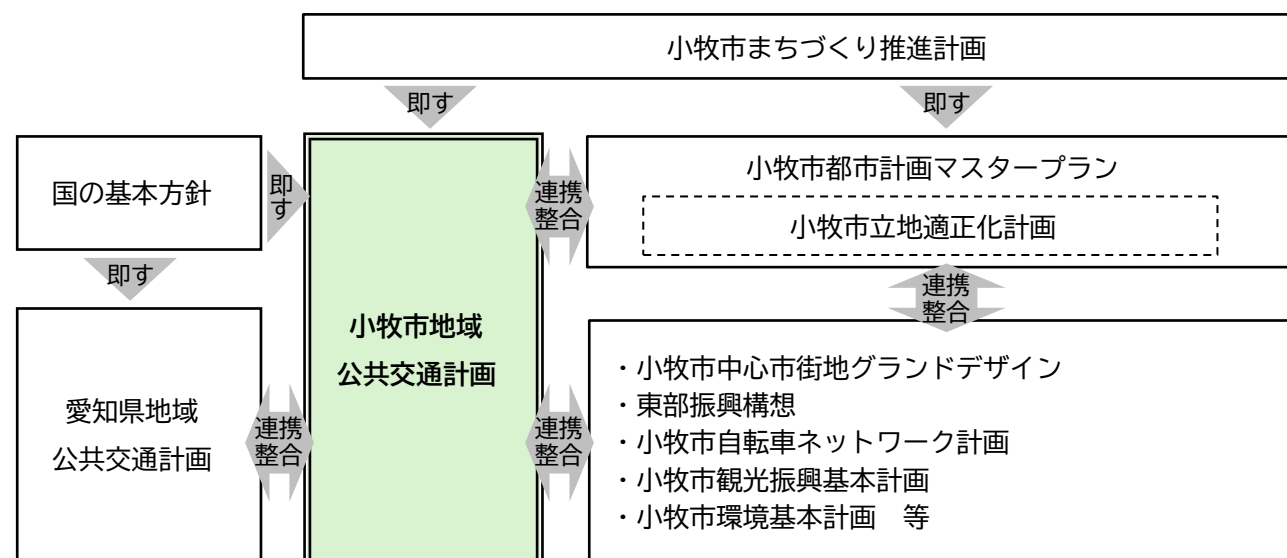 小牧市まちづくり推進計画
即す
即す
国の基本方針
即す
小牧市地域
公共交通計画
連携
整合
小牧市都市計画マスタープラン
小牧市立地適正化計画
即す
連携
整合
愛知県地域
公共交通計画
連携
整合
連携
整合
・小牧市中心市街地グランドデザイン
・東部振興構想
・小牧市自転車ネットワーク計画
・小牧市観光振興基本計画
・小牧市環境基本計画　等